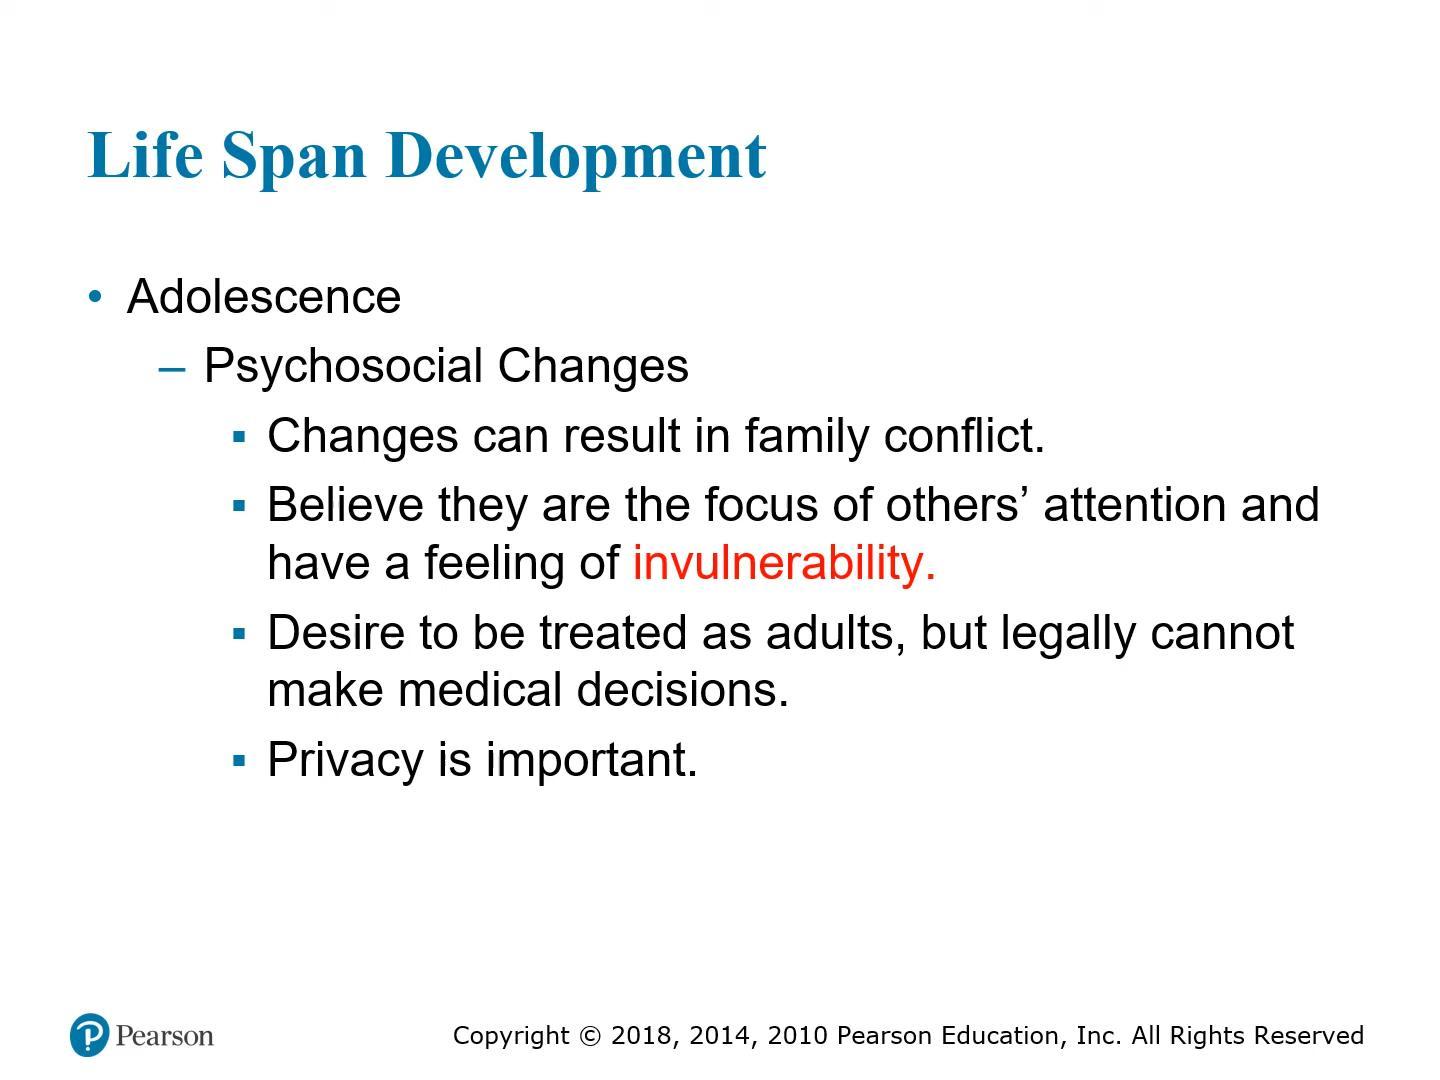 Life Span Development
• Adolescence
– Psychosocial Changes
▪ Changes can result in family conflict.
▪ Believe they are the focus of others’ attention and
have a feeling of invulnerability.
▪ Desire to be treated as adults, but legally cannot
make medical decisions.
▪ Privacy is important.
Pearson
Copyright © 2018, 2014, 2010 Pearson Education, Inc. All Rights Reserved